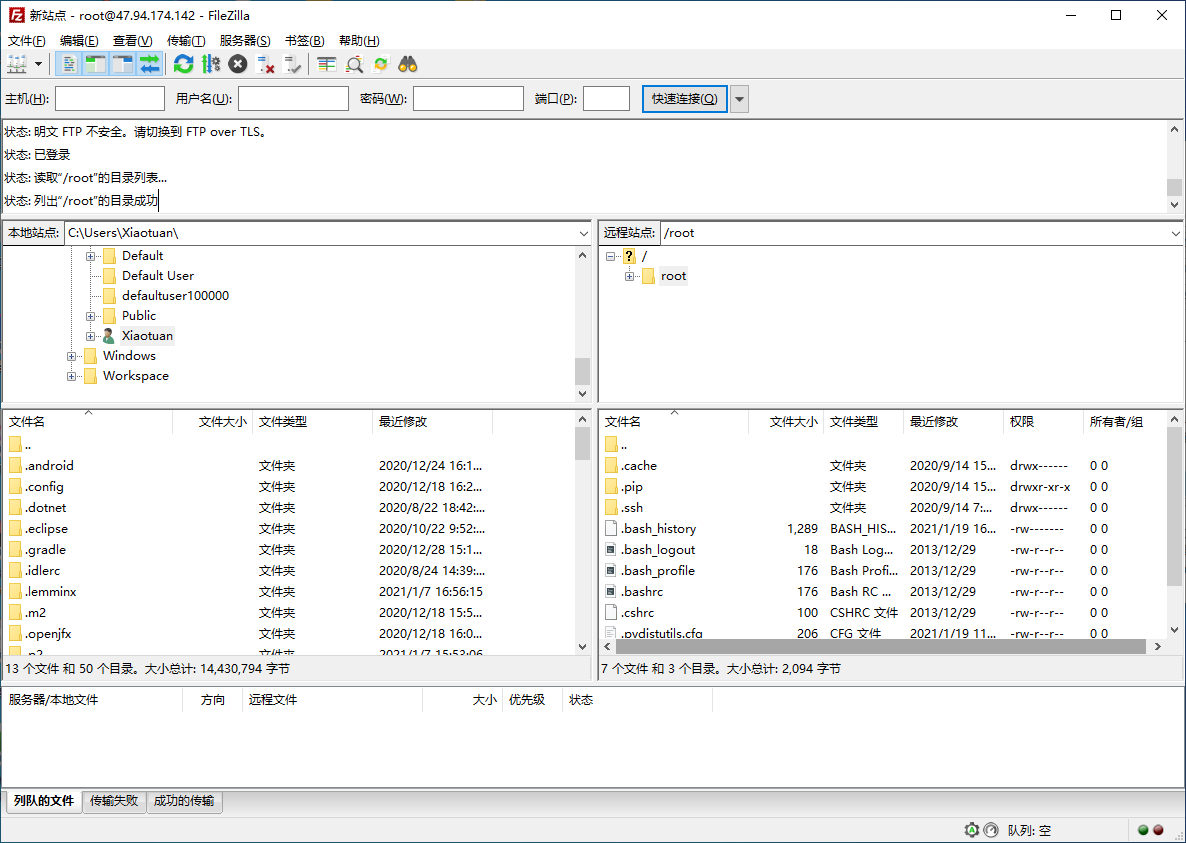 新站点 - root@47.94.174.142 - FileZilla
文件(F) 编辑(E) 查看(V) 传输(T) 服务器(S) 书签(B) 帮助(H)
主机(H): 用户名(U): 密码(W): 端口(P): 快速连接(Q)
状态: 明文 FTP 不安全。请切换到 FTP over TLS。
状态: 已登录
状态: 读取“/root”的目录列表...
状态: 列出“/root”的目录成功
本地站点: C:\Users\Xiaotuan\
Default
Default User
defaultuser100000
Public
Xiaotuan
Windows
Workspace
远程站点: /root
/
root
文件名 文件大小 文件类型 最近修改
..
.android 文件夹 2020/12/24 16:1...
.config 文件夹 2020/12/18 16:2...
.dotnet 文件夹 2020/8/22 18:42:...
.eclipse 文件夹 2020/10/22 9:52:...
.gradle 文件夹 2020/12/28 15:1...
.idlerc 文件夹 2020/8/24 14:39:...
.lemminx 文件夹 2021/1/7 16:56:15
.m2 文件夹 2020/12/18 15:5...
.openjfx 文件夹 2020/12/18 16:0...
.p2 文件夹 2021/1/7 15:53:06
13 个文件 和 50 个目录。大小总计: 14,430,794 字节
文件名 文件大小 文件类型 最近修改 权限 所有者/组
..
.cache 文件夹 2020/9/14 15... drwx------ 0 0
.pip 文件夹 2020/9/14 15... drwxr-xr-x 0 0
.ssh 文件夹 2020/9/14 7:... drwx------ 0 0
.bash_history 1,289 BASH_HIS... 2021/1/19 16... -rw------- 0 0
.bash_logout 18 Bash Log... 2013/12/29 -rw-r--r-- 0 0
.bash_profile 176 Bash Profi... 2013/12/29 -rw-r--r-- 0 0
.bashrc 176 Bash RC ... 2013/12/29 -rw-r--r-- 0 0
.cshrc 100 CSHRC 文件 2013/12/29 -rw-r--r-- 0 0
.pydistutils.cfg 206 CFG 文件 2021/1/19 11... -rw-r--r-- 0 0
7 个文件 和 3 个目录。大小总计: 2,094 字节
服务器/本地文件 方向 远程文件 大小 优先级 状态
列队的文件 传输失败 成功的传输
队列: 空